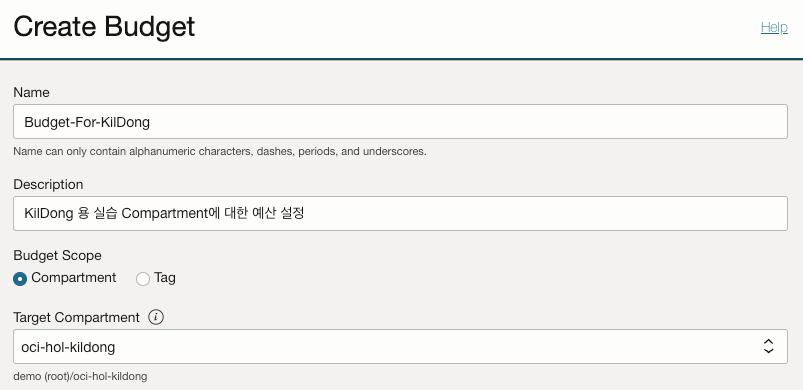 Create Budget
Help
Name
Budget-For-KilDong
Name can only contain alphanumeric characters, dashes, periods, and underscores.
Description
KilDong 용 실습 Compartment에 대한 예산 설정
Budget Scope
Compartment Tag
Target Compartment i
oci-hol-kildong
demo (root)/oci-hol-kildong